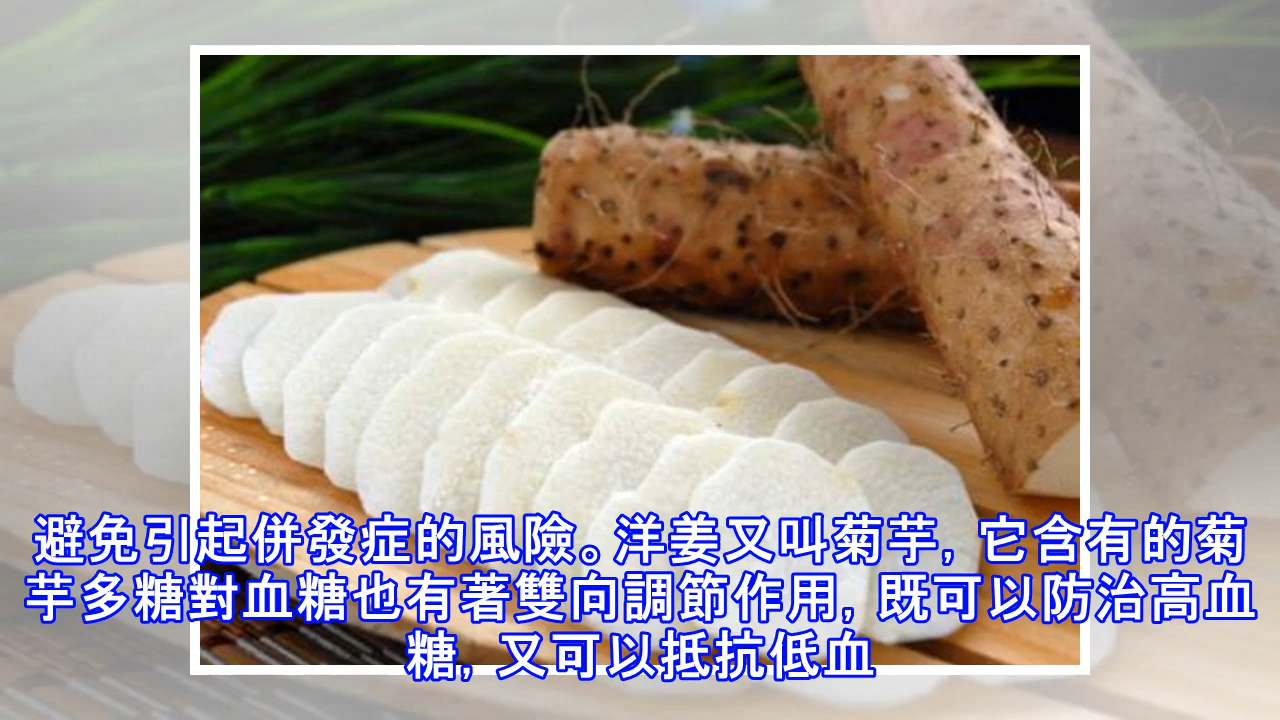 避免引起併發症的風險。洋姜又叫菊芋, 它含有的菊
芋多糖對血糖也有著雙向調節作用, 既可以防治高血
糖, 又可以抵抗低血